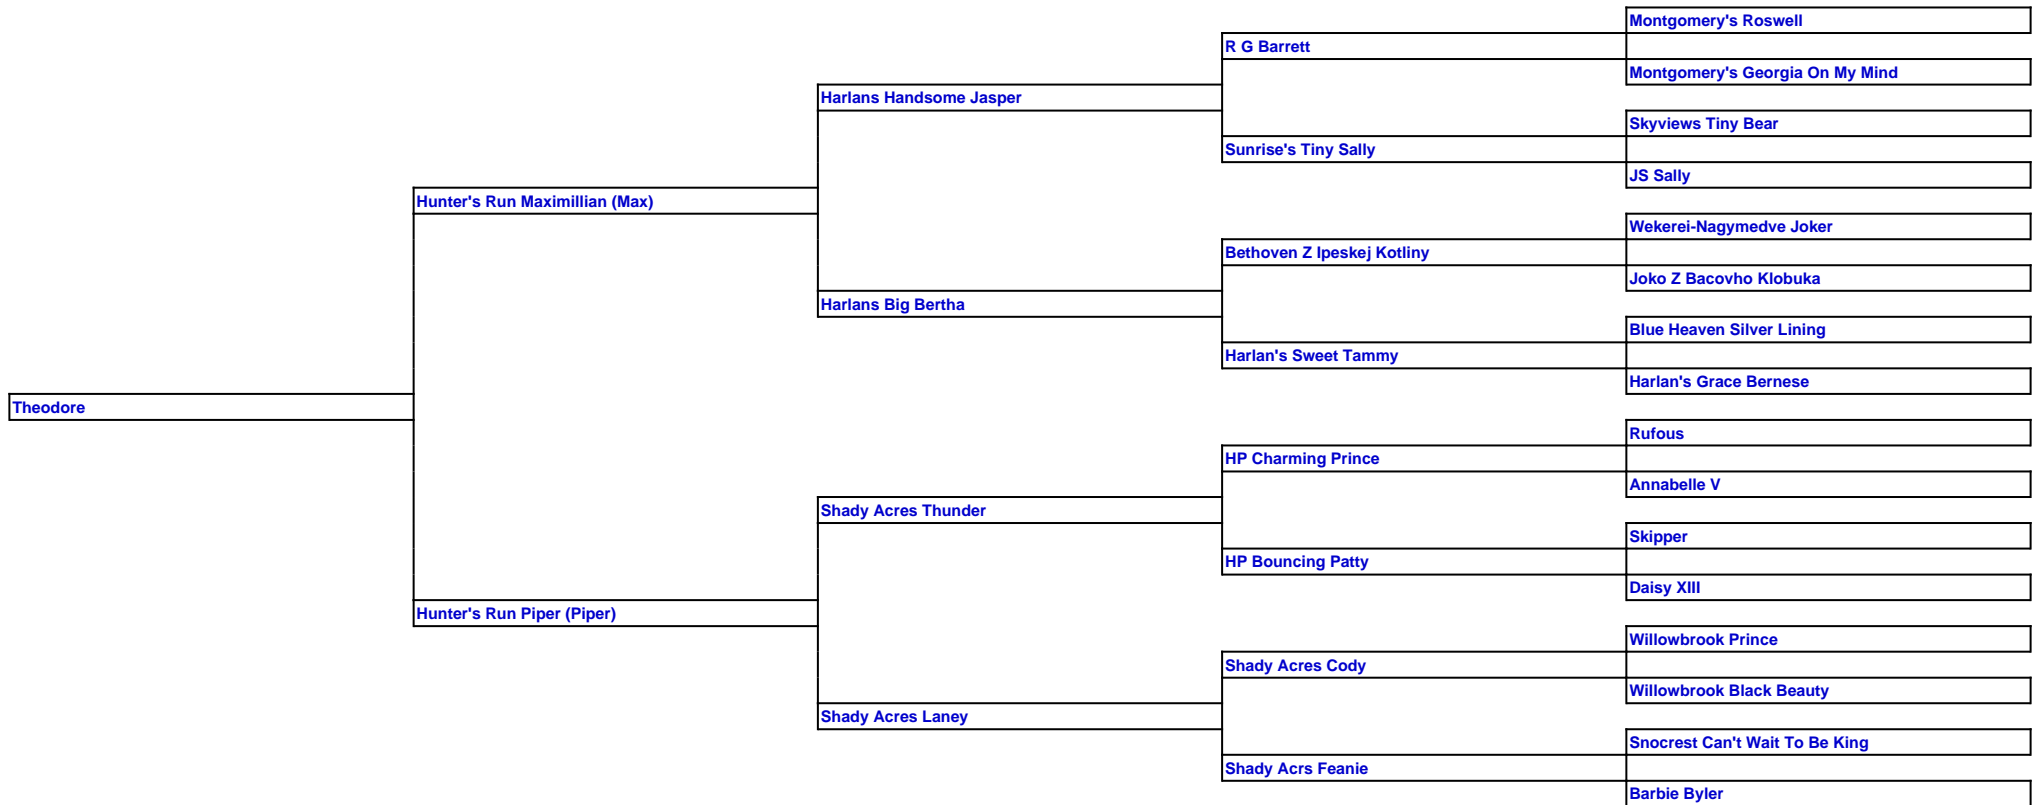 Montgomery's Roswell
R G Barrett
Montgomery's Georgia On My Mind
Harlans Handsome Jasper
Skyviews Tiny Bear
Sunrise's Tiny Sally
JS Sally
Hunter's Run Maximillian (Max)
Wekerei-Nagymedve Joker
Bethoven Z Ipeskej Kotliny
Joko Z Bacovho Klobuka
Harlans Big Bertha
Blue Heaven Silver Lining
Harlan's Sweet Tammy
Harlan's Grace Bernese
Theodore
Rufous
HP Charming Prince
Annabelle V
Shady Acres Thunder
Skipper
HP Bouncing Patty
Daisy XIII
Hunter's Run Piper (Piper)
Willowbrook Prince
Shady Acres Cody
Willowbrook Black Beauty
Shady Acres Laney
Snocrest Can't Wait To Be King
Shady Acrs Feanie
Barbie Byler